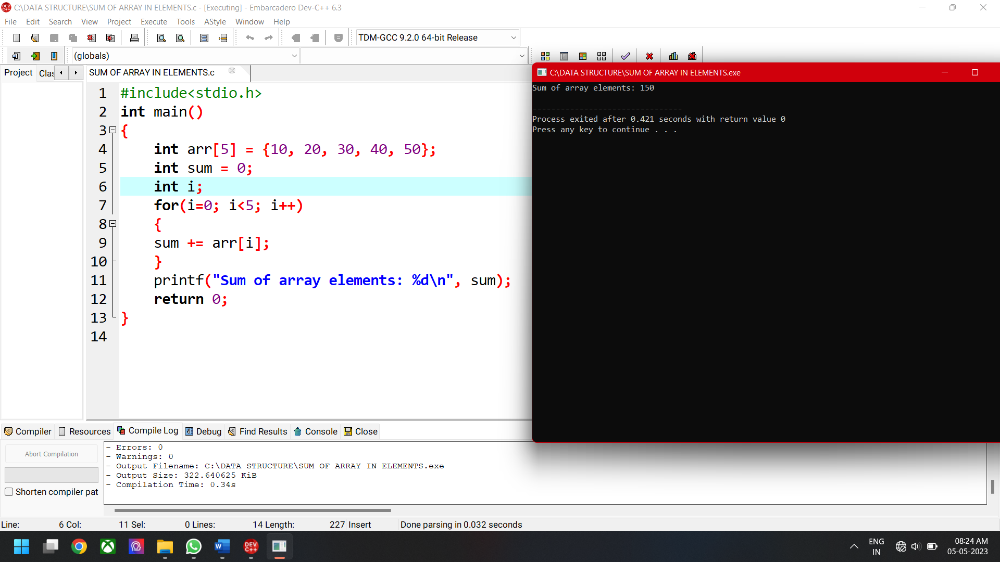 C:\DATA STRUCTURE\SUM OF ARRAY IN ELEMENTS.c - [Executing] - Embarcadero Dev-C++ 6.3
File Edit Search View Project Execute Tools AStyle Window Help
TDM-GCC 9.2.0 64-bit Release
(globals)
Project Clas SUM OF ARRAY IN ELEMENTS.c
1 #include<stdio.h>
2 int main()
3 {
4 int arr[5] = {10, 20, 30, 40, 50};
5 int sum = 0;
6 int i;
7 for(i=0; i<5; i++)
8 {
9 sum += arr[i];
10 }
11 printf("Sum of array elements: %d\n", sum);
12 return 0;
13 }
14
C:\DATA STRUCTURE\SUM OF ARRAY IN ELEMENTS.exe
Sum of array elements: 150
--------------------------------
Process exited after 0.421 seconds with return value 0
Press any key to continue . . .
Compiler Resources Compile Log Debug Find Results Console Close
Abort Compilation
Shorten compiler pat
- Errors: 0
- Warnings: 0
- Output Filename: C:\DATA STRUCTURE\SUM OF ARRAY IN ELEMENTS.exe
- Output Size: 322.640625 KiB
- Compilation Time: 0.34s
Line: 6 Col: 11 Sel: 0 Lines: 14 Length: 227 Insert Done parsing in 0.032 seconds
DEV C++
ENG
IN
08:24 AM
05-05-2023